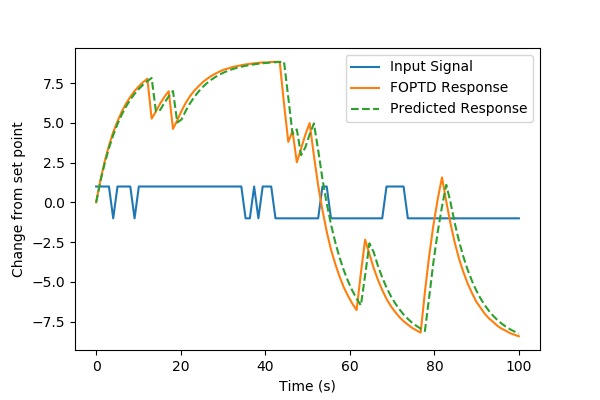 Input Signal
FOPTD Response
Predicted Response
Change from set point
7.5
5.0
2.5
0.0
−2.5
−5.0
−7.5
0 20 40 60 80 100
Time (s)